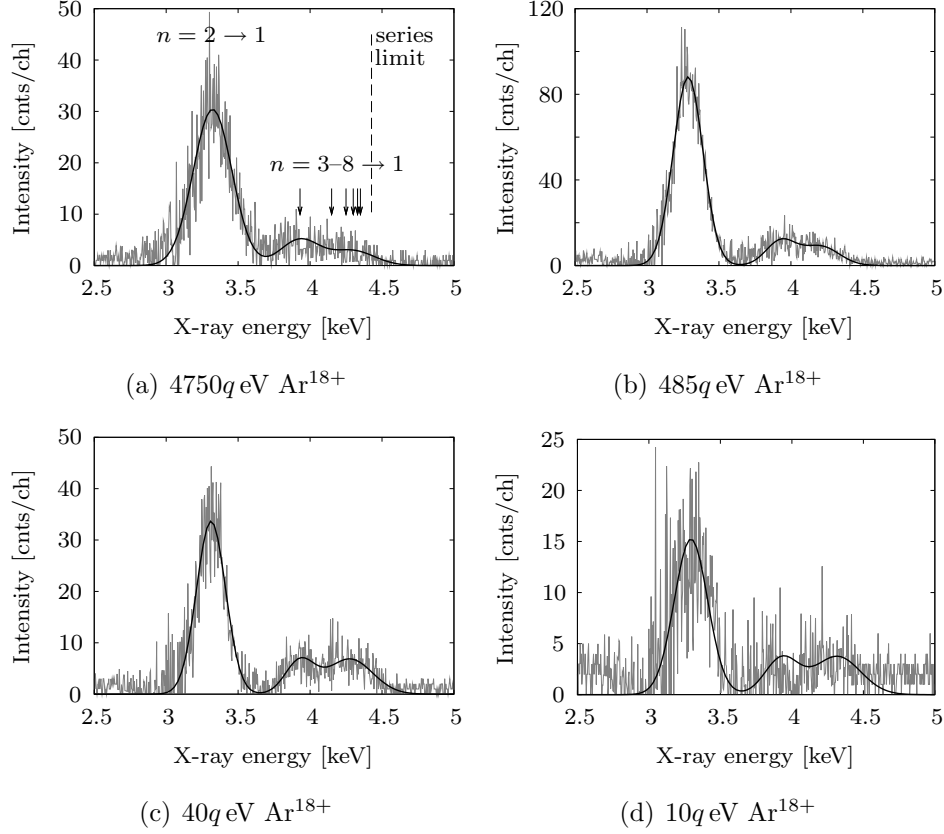 50
40
30
20
10
0
2.5 3 3.5 4 4.5 5
Intensity [cnts/ch]
X-ray energy [keV]
n = 2 → 1
n = 3–8 → 1
series
limit
(a) 4750q eV Ar¹⁸⁺
120
80
40
0
2.5 3 3.5 4 4.5 5
Intensity [cnts/ch]
X-ray energy [keV]
(b) 485q eV Ar¹⁸⁺
50
40
30
20
10
0
2.5 3 3.5 4 4.5 5
Intensity [cnts/ch]
X-ray energy [keV]
(c) 40q eV Ar¹⁸⁺
25
20
15
10
5
0
2.5 3 3.5 4 4.5 5
Intensity [cnts/ch]
X-ray energy [keV]
(d) 10q eV Ar¹⁸⁺